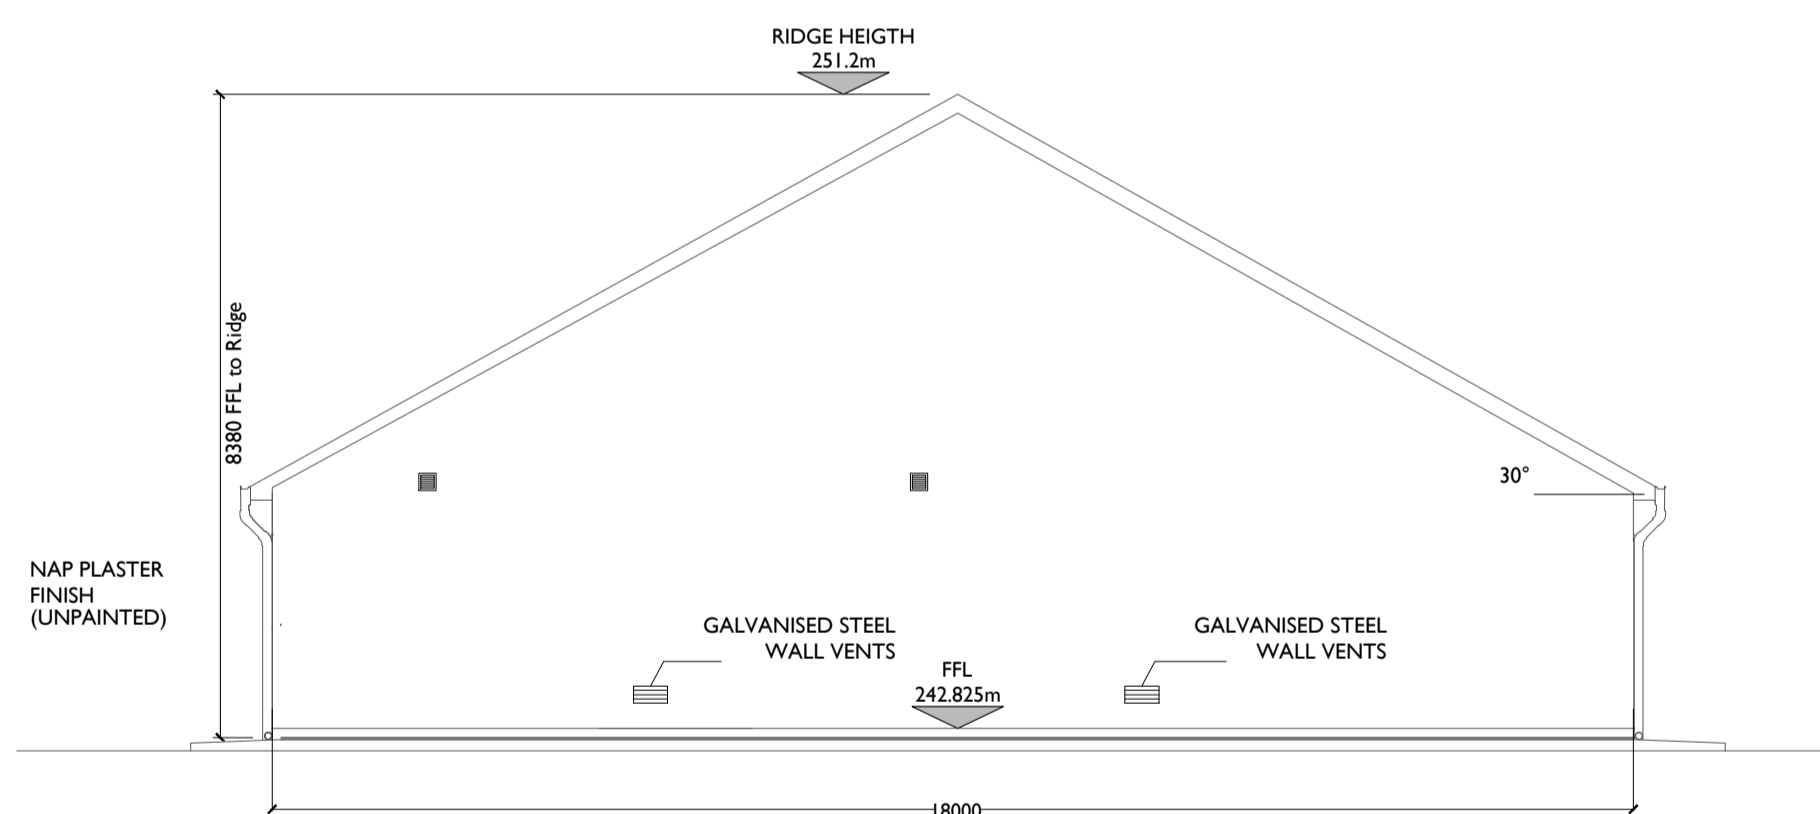 RIDGE HEIGTH
251.2m
8380 FFL to Ridge
30°
NAP PLASTER
FINISH
(UNPAINTED)
GALVANISED STEEL
WALL VENTS
GALVANISED STEEL
WALL VENTS
FFL
242.825m
18000